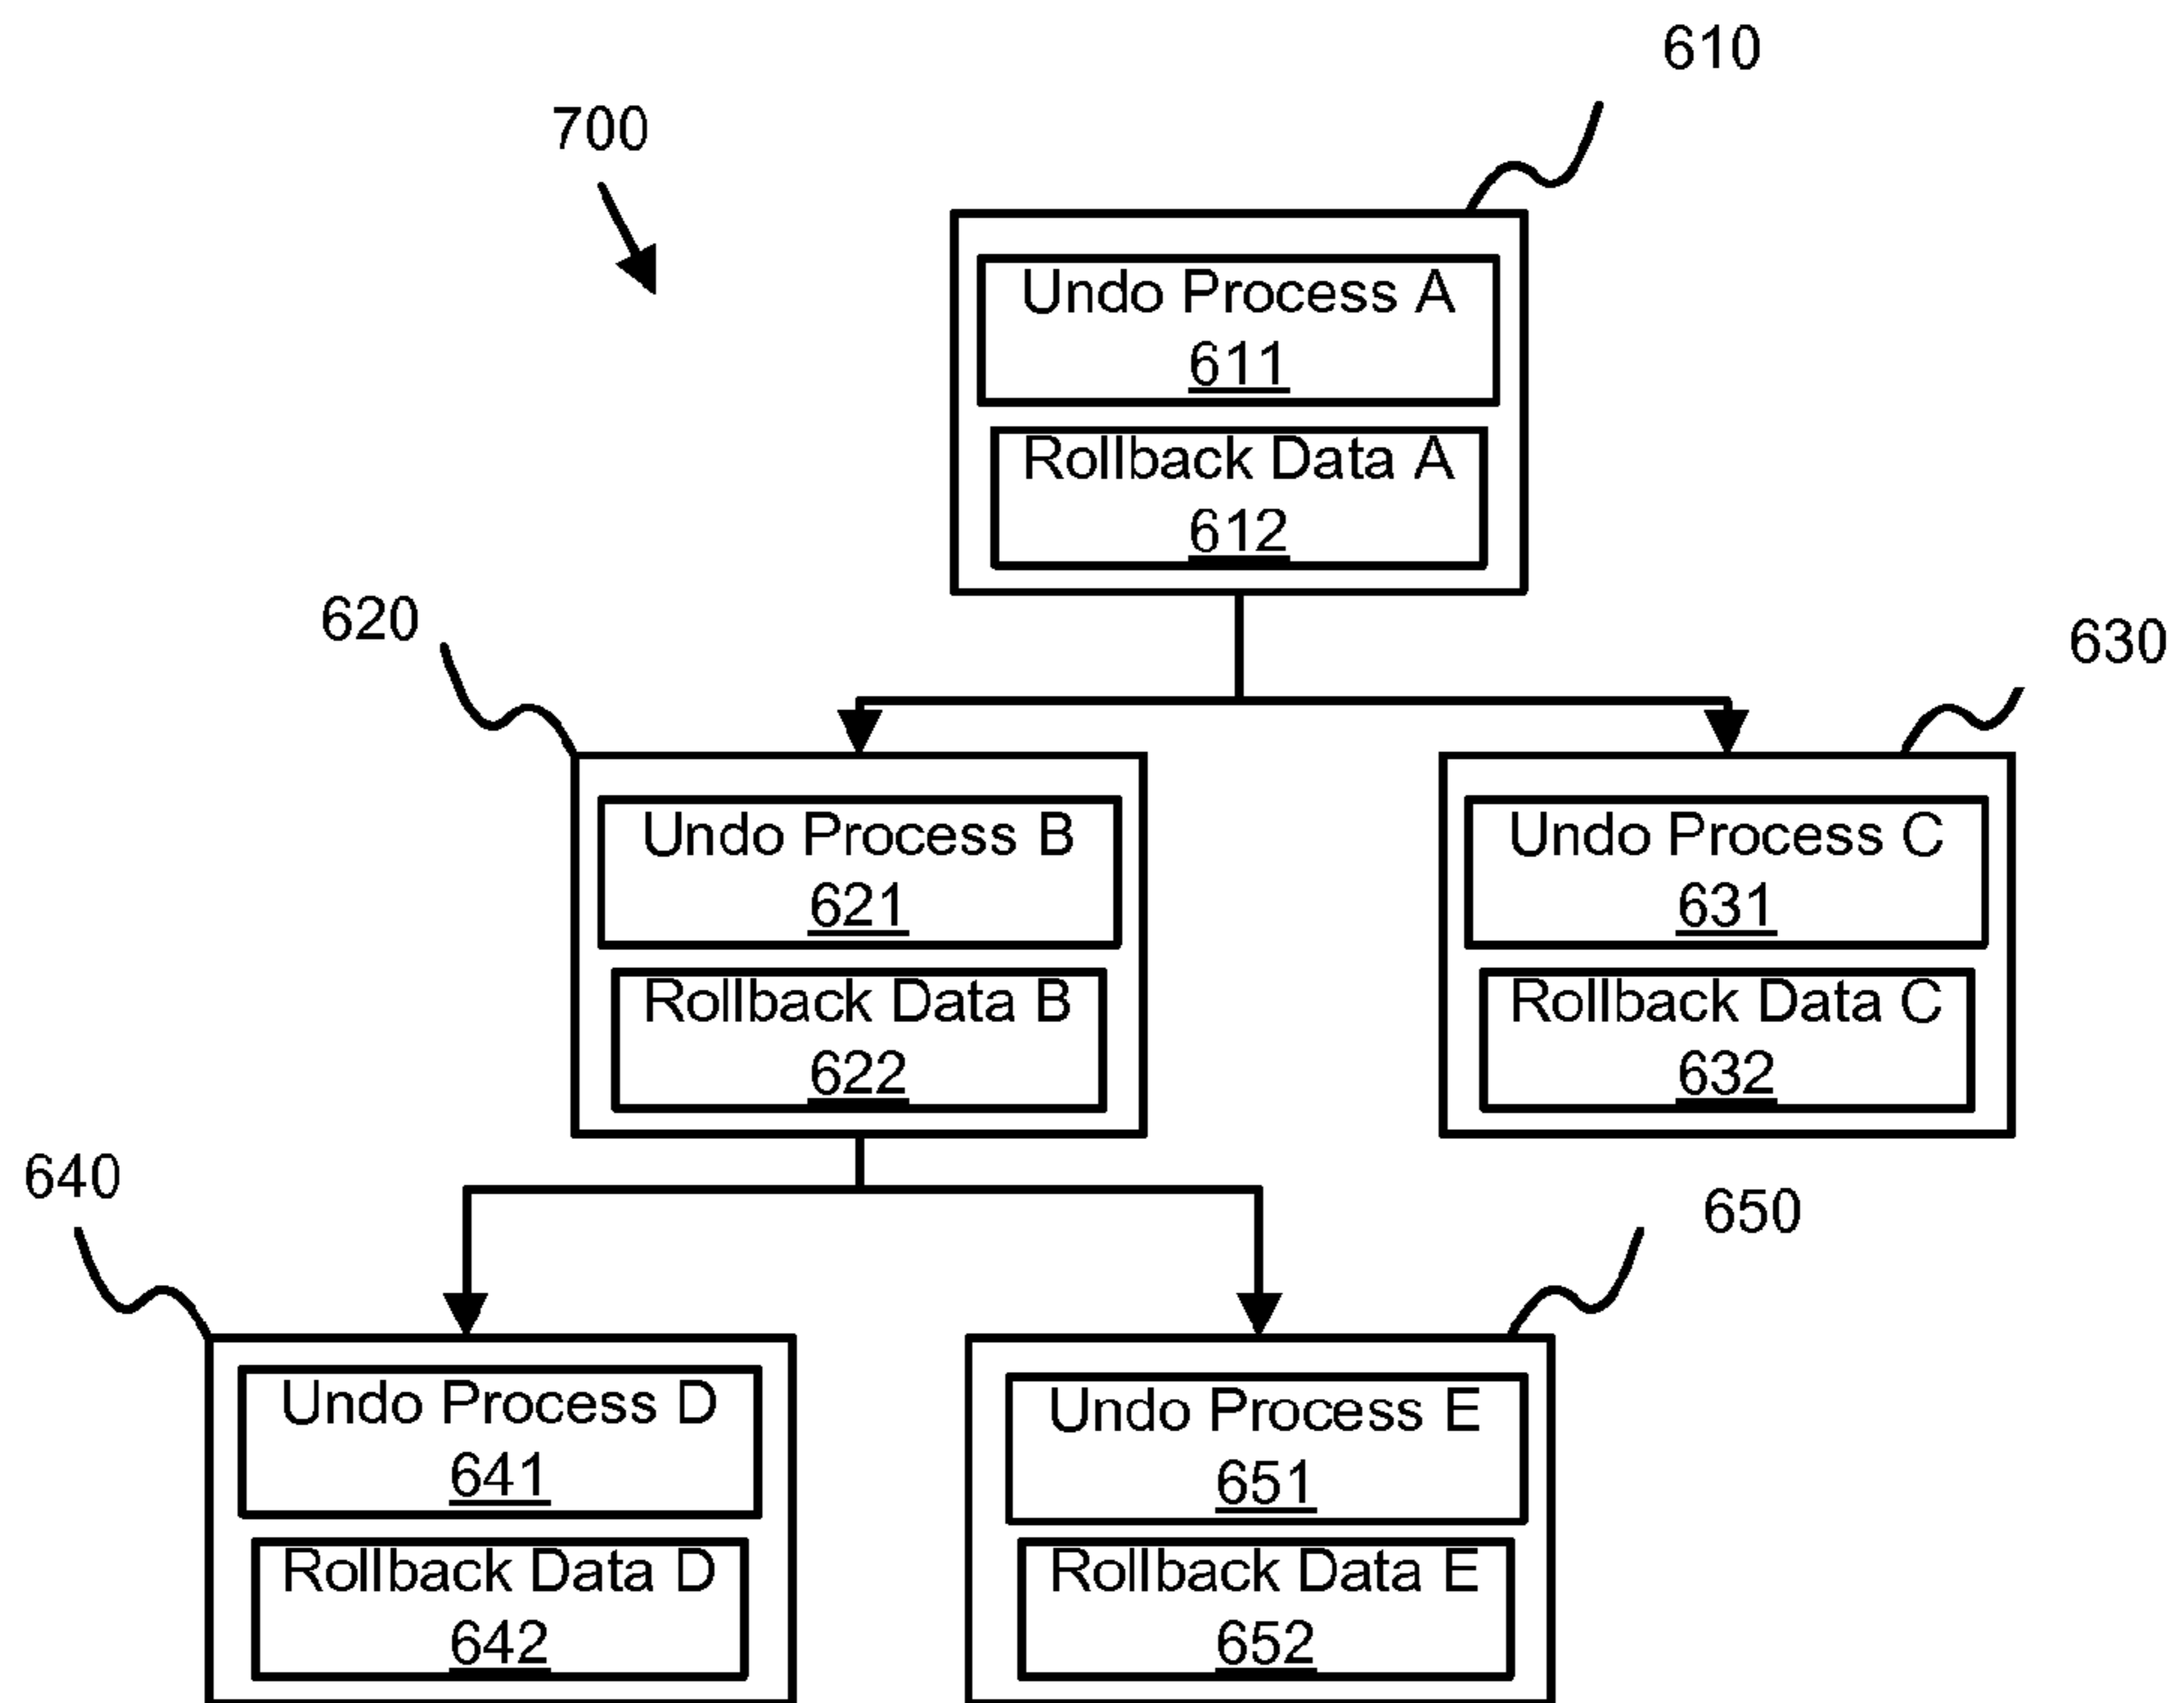 610
700
Undo Process A
611
Rollback Data A
612
620
630
Undo Process B
621
Rollback Data B
622
Undo Process C
631
Rollback Data C
632
640
650
Undo Process D
641
Rollback Data D
642
Undo Process E
651
Rollback Data E
652